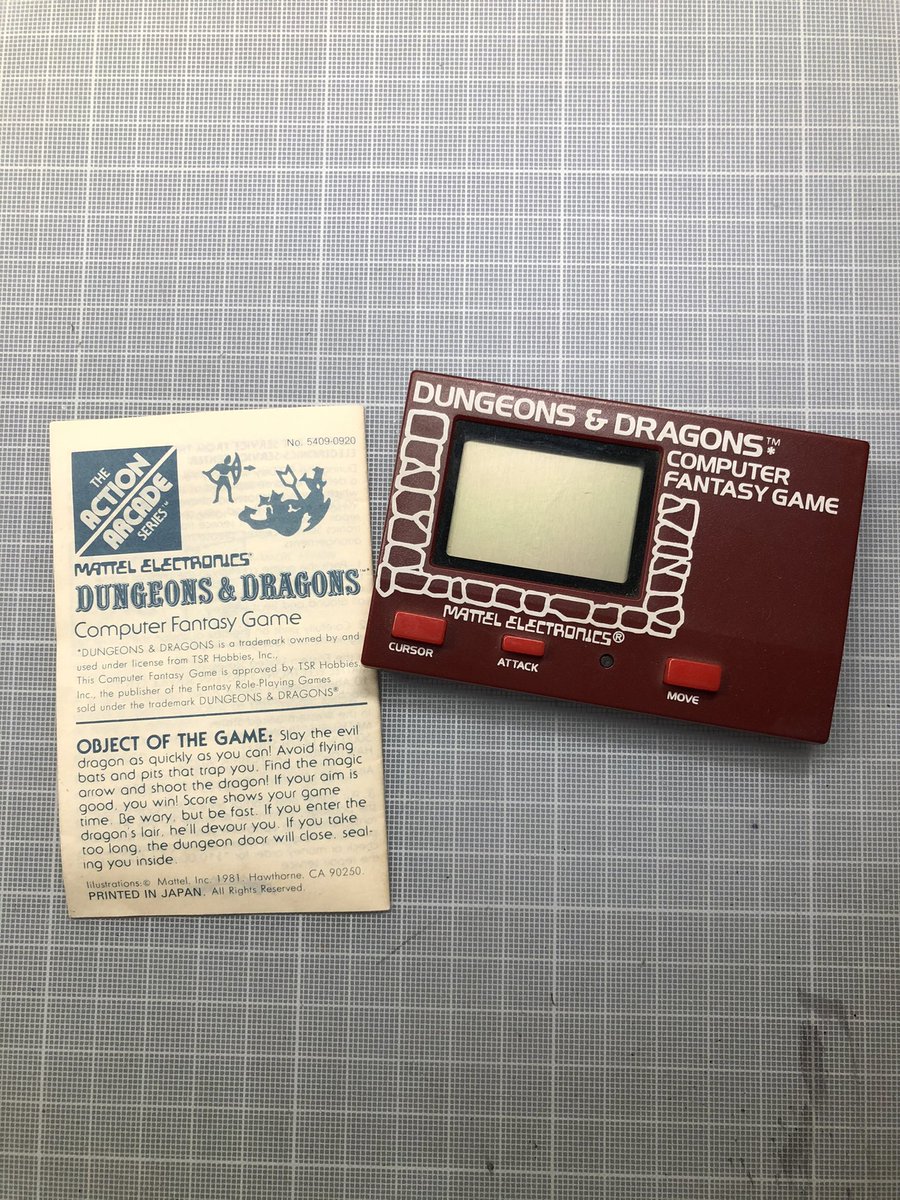 No. 5409-0920
THE
ACTION
ARCADE
SERIES™
MATTEL ELECTRONICS®
DUNGEONS & DRAGONS™*
Computer Fantasy Game
*DUNGEONS & DRAGONS is a trademark owned by and
used under license from TSR Hobbies, Inc.,
This Computer Fantasy Game is approved by TSR Hobbies,
Inc., the publisher of the Fantasy Role-Playing Games
sold under the trademark DUNGEONS & DRAGONS®
OBJECT OF THE GAME: Slay the evil
dragon as quickly as you can! Avoid flying
bats and pits that trap you. Find the magic
arrow and shoot the dragon! If your aim is
good, you win! Score shows your game
time. Be wary, but be fast. If you enter the
dragon's lair, he'll devour you. If you take
too long, the dungeon door will close, seal-
ing you inside.
Illustrations: © Mattel, Inc. 1981. Hawthorne, CA 90250.
PRINTED IN JAPAN. All Rights Reserved.
DUNGEONS & DRAGONS™*
COMPUTER
FANTASY GAME
MATTEL ELECTRONICS®
CURSOR
ATTACK
MOVE